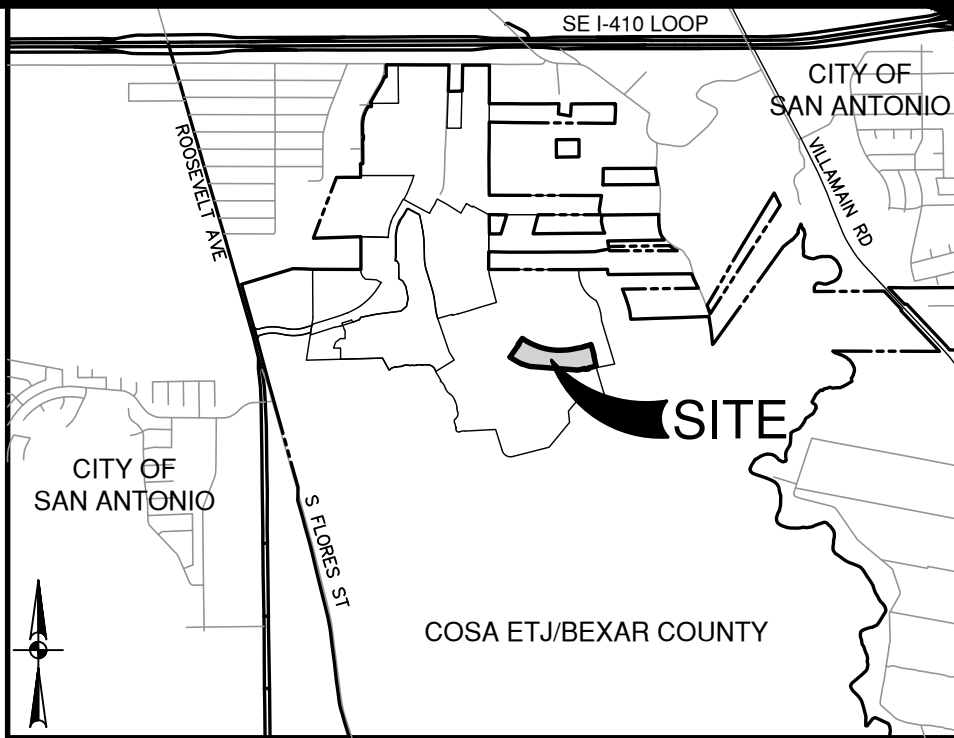 SE I-410 LOOP
CITY OF
SAN ANTONIO
ROOSEVELT AVE
VILLAMAIN RD
SITE
CITY OF
SAN ANTONIO
S FLORES ST
COSA ETJ/BEXAR COUNTY